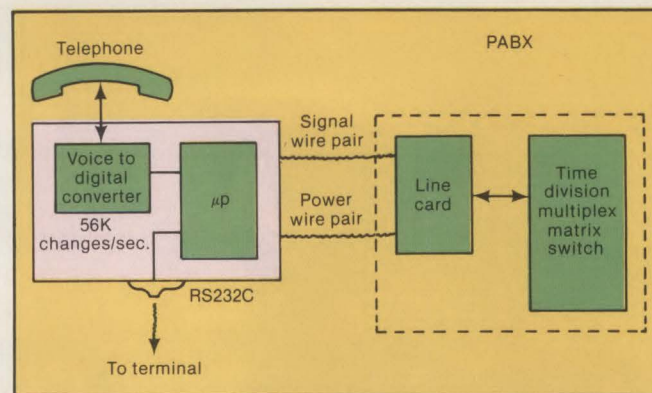 Telephone
PABX
Signal
wire pair
Voice to
digital
converter
56K
changes/sec.
μp
Power
wire pair
Line
card
Time
division
multiplex
matrix
switch
RS232C
To terminal